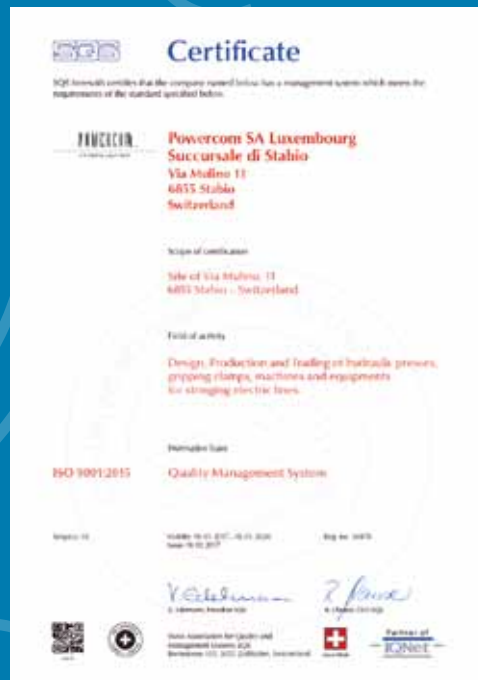 SQS
Certificate
SQS herewith certifies that the company named below has a management system which meets the
requirements of the standard specified below.
POWERCOM
Powercom SA Luxembourg
Succursale di Stabio
Via Mulino 11
6855 Stabio
Switzerland
Scope of certification
Site of Via Mulino, 11
6855 Stabio – Switzerland
Field of activity
Design, Production and Trading of hydraulic presses,
gripping clamps, machines and equipments
for stringing electric lines
Normative base
ISO 9001:2015
Quality Management System
Swiss Association for Quality and
Management Systems SQS
Partner of
IQNet